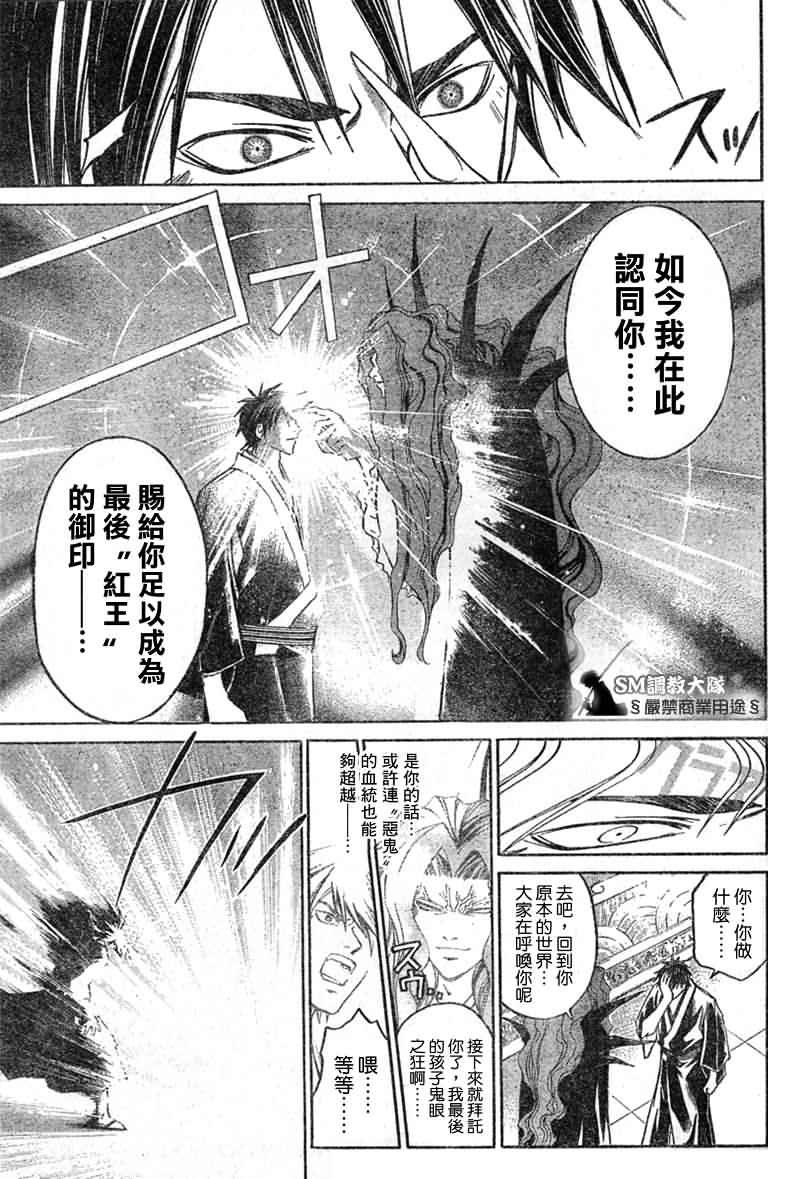 ズッ
如今我在此
認同你……
カッ
賜給你足以成為
最後〝紅王〞
的御印——…
SM調教大隊
§嚴禁商業用途§
你…你做
什麼……
去吧，回到你
原本的世界…
大家在呼喚你呢
是你的話…
或許連〝惡鬼〞
的血統也能
夠超越——
スゥ…
接下來就拜託
你了，我最後
的孩子鬼眼
之狂啊…
喂……
等等……
カッ